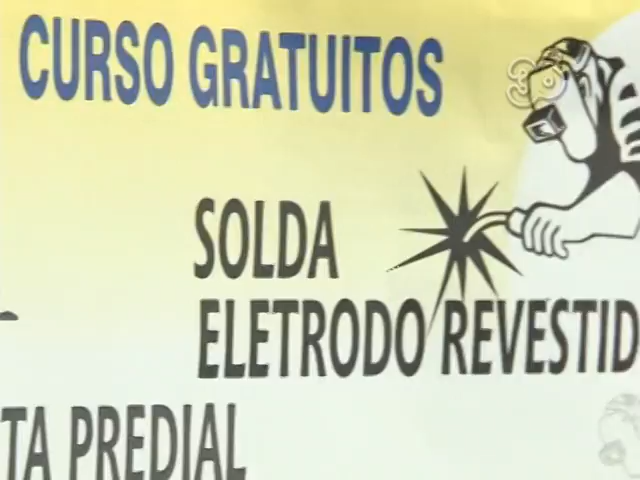 CURSO GRATUITOS
SOLDA
ELETRODO REVESTID
TA PREDIAL